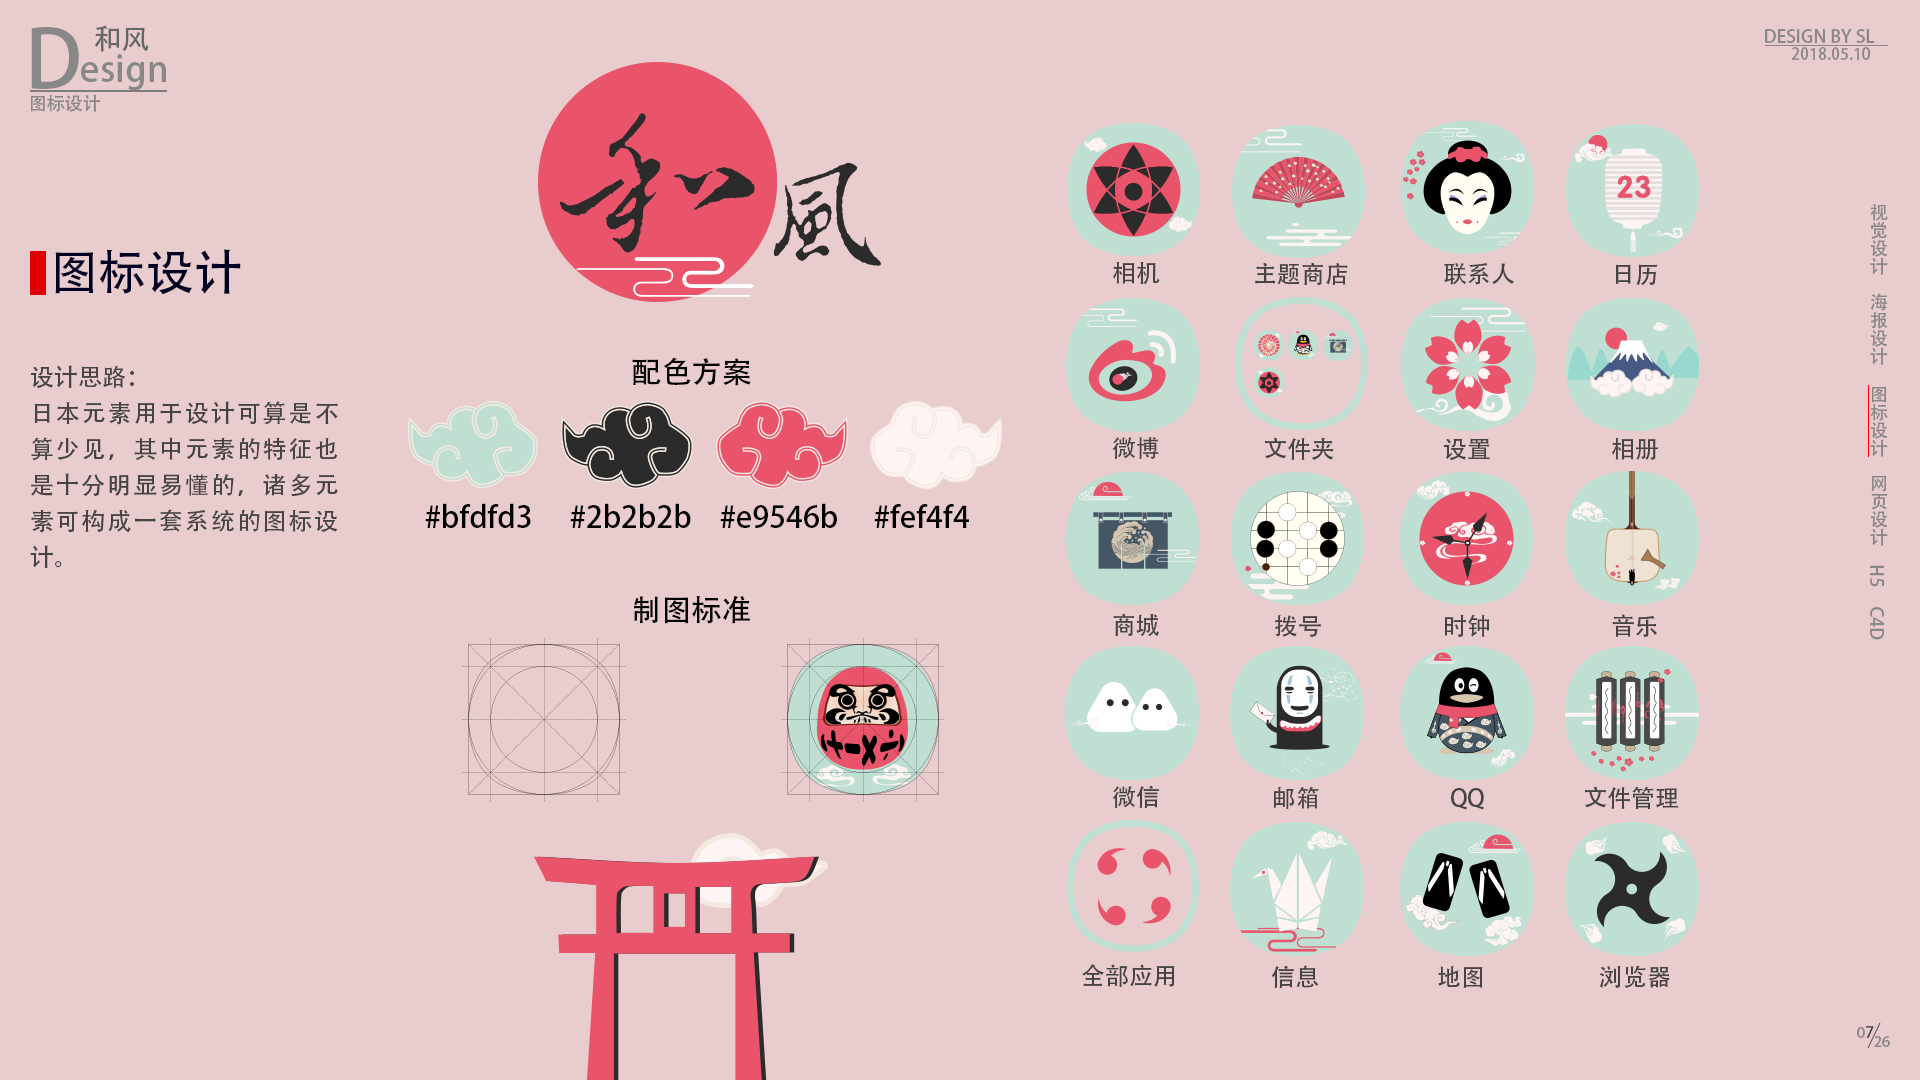 和风
Design
图标设计
DESIGN BY SL
2018.05.10
和風
图标设计
设计思路：
日本元素用于设计可算是不
算少见，其中元素的特征也
是十分明显易懂的，诸多元
素可构成一套系统的图标设
计。
配色方案
#bfdfd3
#2b2b2b
#e9546b
#fef4f4
制图标准
23
相机
主题商店
联系人
日历
微博
文件夹
设置
相册
商城
拨号
时钟
音乐
微信
邮箱
QQ
文件管理
全部应用
信息
地图
浏览器
视觉设计
海报设计
图标设计
网页设计
H5
C4D
07/26